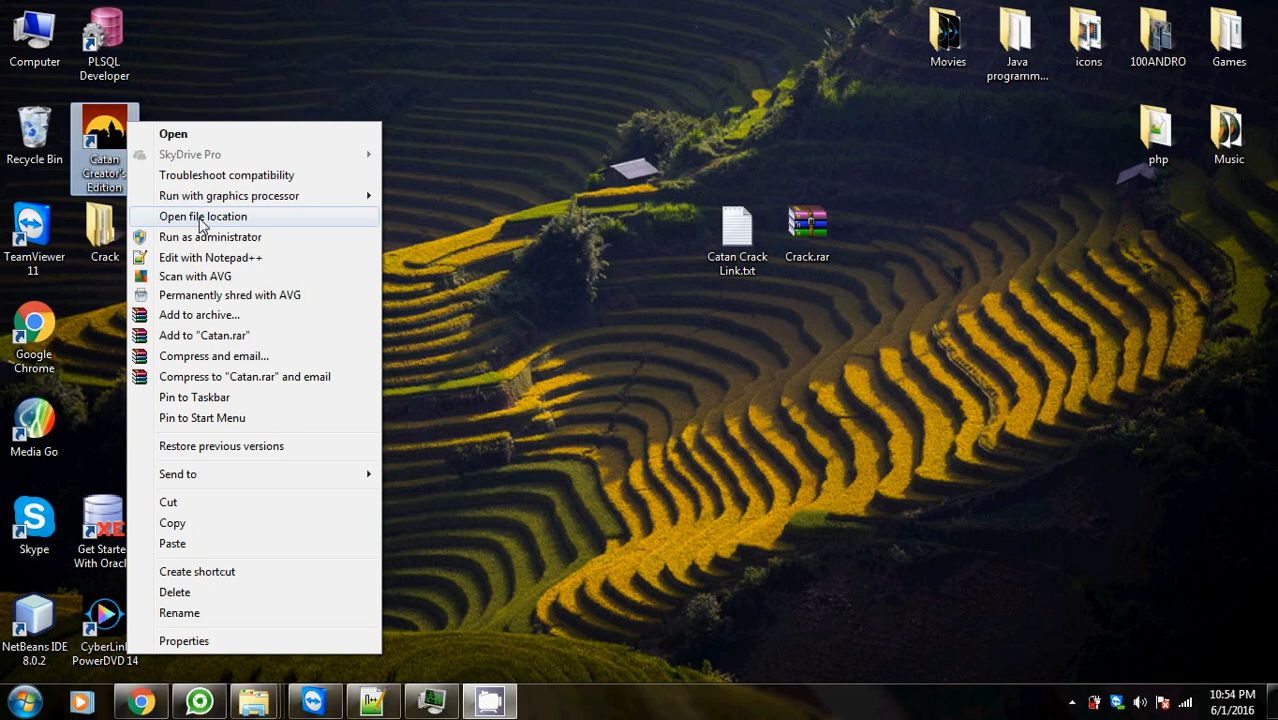 Computer
PLSQL
Developer
Recycle Bin
Catan
Creator's
Edition
TeamViewer
11
Crack
Google
Chrome
Media Go
Skype
Get Starte
With Oracl
XE
NetBeans IDE
8.0.2
CyberLink
PowerDVD 14
Open
SkyDrive Pro
Troubleshoot compatibility
Run with graphics processor
Open file location
Run as administrator
Edit with Notepad++
Scan with AVG
Permanently shred with AVG
Add to archive...
Add to "Catan.rar"
Compress and email...
Compress to "Catan.rar" and email
Pin to Taskbar
Pin to Start Menu
Restore previous versions
Send to
Cut
Copy
Paste
Create shortcut
Delete
Rename
Properties
Catan Crack
Link.txt
Crack.rar
Movies
Java
programm...
icons
100ANDRO
Games
php
Music
10:54 PM
6/1/2016